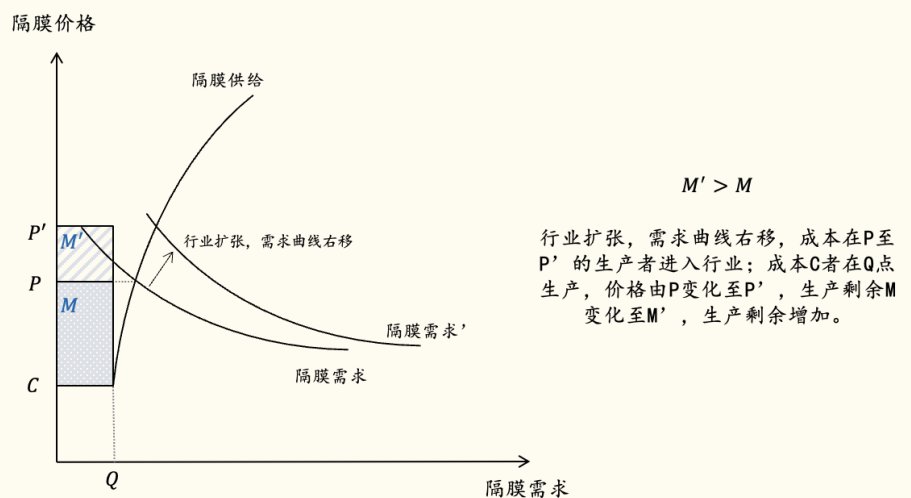 隔膜价格
隔膜供给
M′ > M
P′
M′
行业扩张，需求曲线右移
行业扩张，需求曲线右移，成本在P至
P’的生产者进入行业；成本C者在Q点
生产，价格由P变化至P’，生产剩余M
变化至M’，生产剩余增加。
P
M
隔膜需求’
隔膜需求
C
Q
隔膜需求